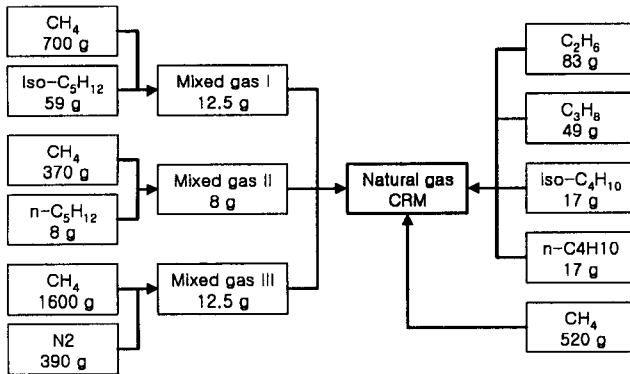 CH₄
700 g
iso-C₅H₁₂
59 g
Mixed gas I
12.5 g
CH₄
370 g
n-C₅H₁₂
8 g
Mixed gas II
8 g
CH₄
1600 g
N2
390 g
Mixed gas III
12.5 g
Natural gas
CRM
C₂H₆
83 g
C₃H₈
49 g
iso-C₄H₁₀
17 g
n-C4H10
17 g
CH₄
520 g